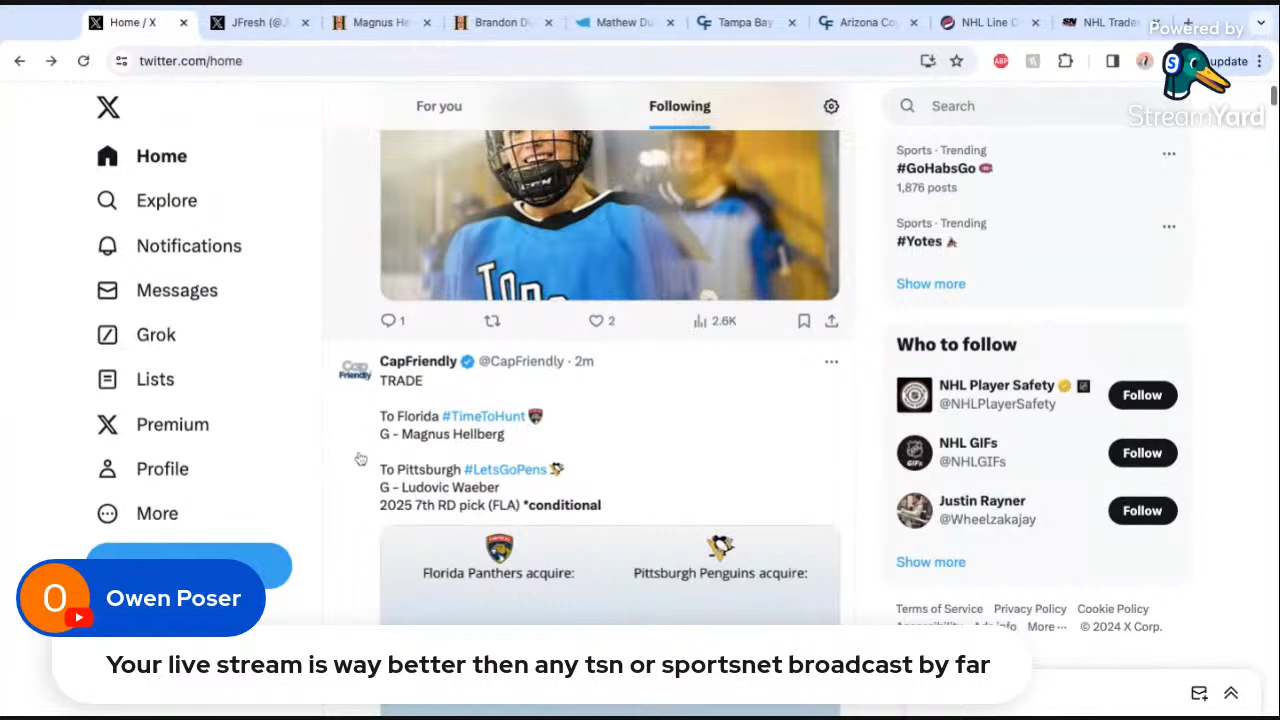 Home / X
JFresh (@J
Magnus He
Brandon D
Mathew Du
Tampa Bay
Arizona Co
NHL Line C
NHL Trade
Powered by
twitter.com/home
ABP
update
S
StreamYard
For you
Following
Search
Home
Explore
Notifications
Messages
Grok
Lists
Premium
Profile
More
CCM
1
2
2.6K
CapFriendly @CapFriendly · 2m
TRADE
To Florida #TimeToHunt
G - Magnus Hellberg
To Pittsburgh #LetsGoPens
G - Ludovic Waeber
2025 7th RD pick (FLA) *conditional
Florida Panthers acquire:
Pittsburgh Penguins acquire:
Sports · Trending
#GoHabsGo
1,876 posts
Sports · Trending
#Yotes
Show more
Who to follow
NHL Player Safety
@NHLPlayerSafety
Follow
NHL GIFs
@NHLGIFs
Follow
Justin Rayner
@Wheelzakajay
Follow
Show more
Terms of Service Privacy Policy Cookie Policy
More ··· © 2024 X Corp.
O
Owen Poser
Your live stream is way better then any tsn or sportsnet broadcast by far